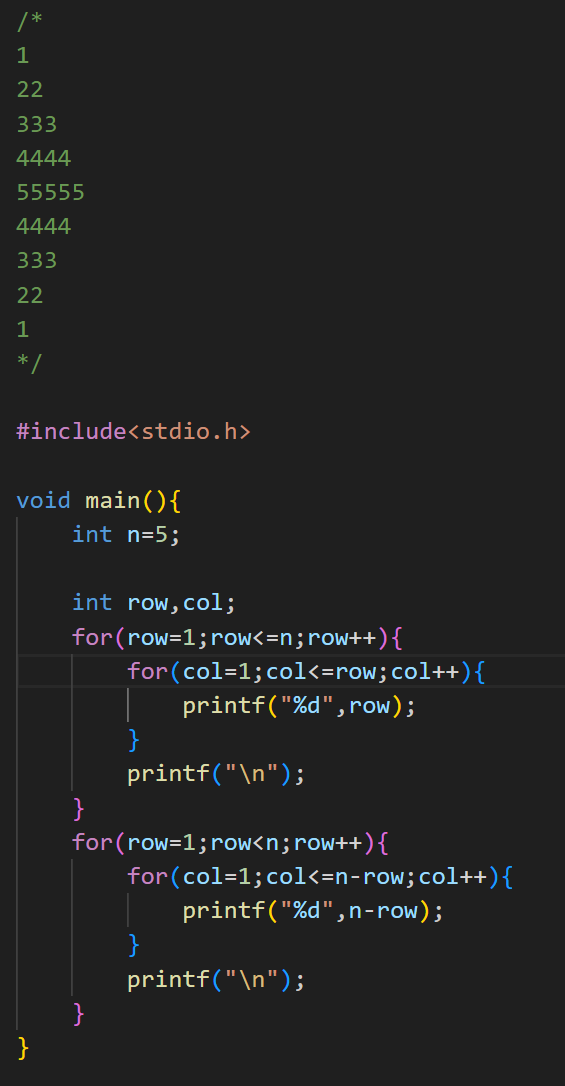 /*
1
22
333
4444
55555
4444
333
22
1
*/
#include<stdio.h>
void main(){
    int n=5;
    int row,col;
    for(row=1;row<=n;row++){
        for(col=1;col<=row;col++){
            printf("%d",row);
        }
        printf("\n");
    }
    for(row=1;row<n;row++){
        for(col=1;col<=n-row;col++){
            printf("%d",n-row);
        }
        printf("\n");
    }
}